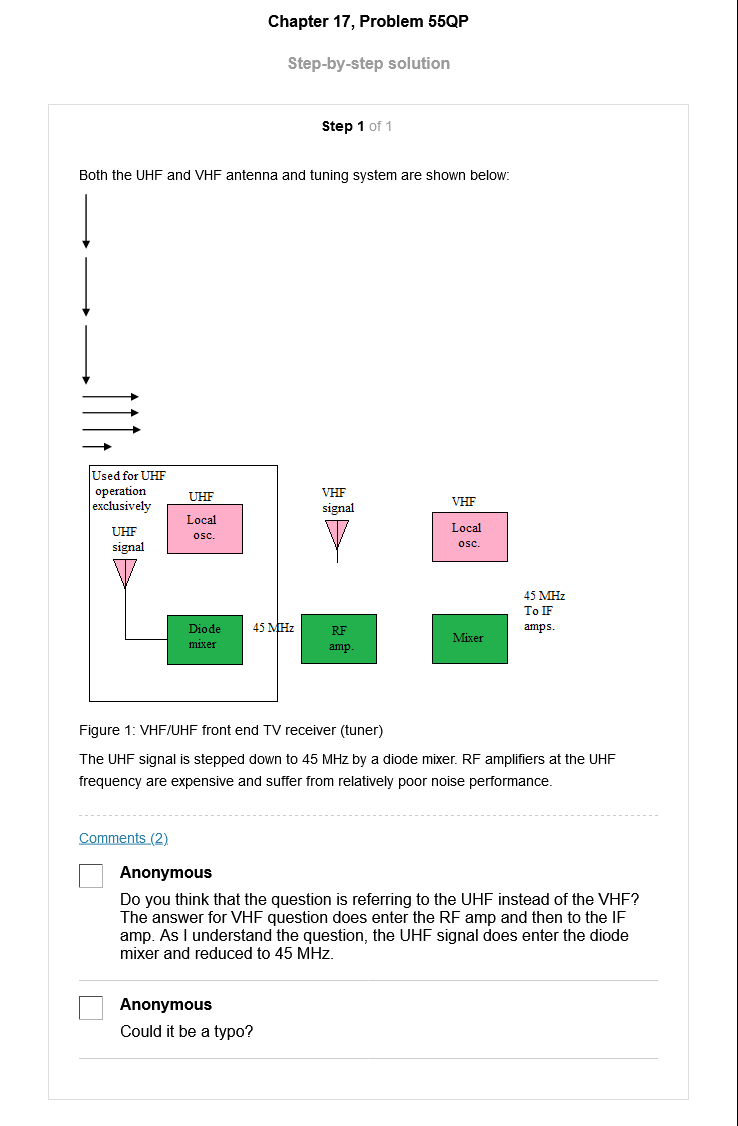 Chapter 17, Problem 55QP
Step-by-step solution
Step 1 of 1
Both the UHF and VHF antenna and tuning system are shown below:
Used for UHF
operation
exclusively
UHF
Local
osc.
UHF
signal
Diode
mixer
45 MHz
VHF
signal
RF
amp.
VHF
Local
osc.
Mixer
45 MHz
To IF
amps.
Figure 1: VHF/UHF front end TV receiver (tuner)
The UHF signal is stepped down to 45 MHz by a diode mixer. RF amplifiers at the UHF
frequency are expensive and suffer from relatively poor noise performance.
Comments (2)
Anonymous
Do you think that the question is referring to the UHF instead of the VHF?
The answer for VHF question does enter the RF amp and then to the IF
amp. As I understand the question, the UHF signal does enter the diode
mixer and reduced to 45 MHz.
Anonymous
Could it be a typo?